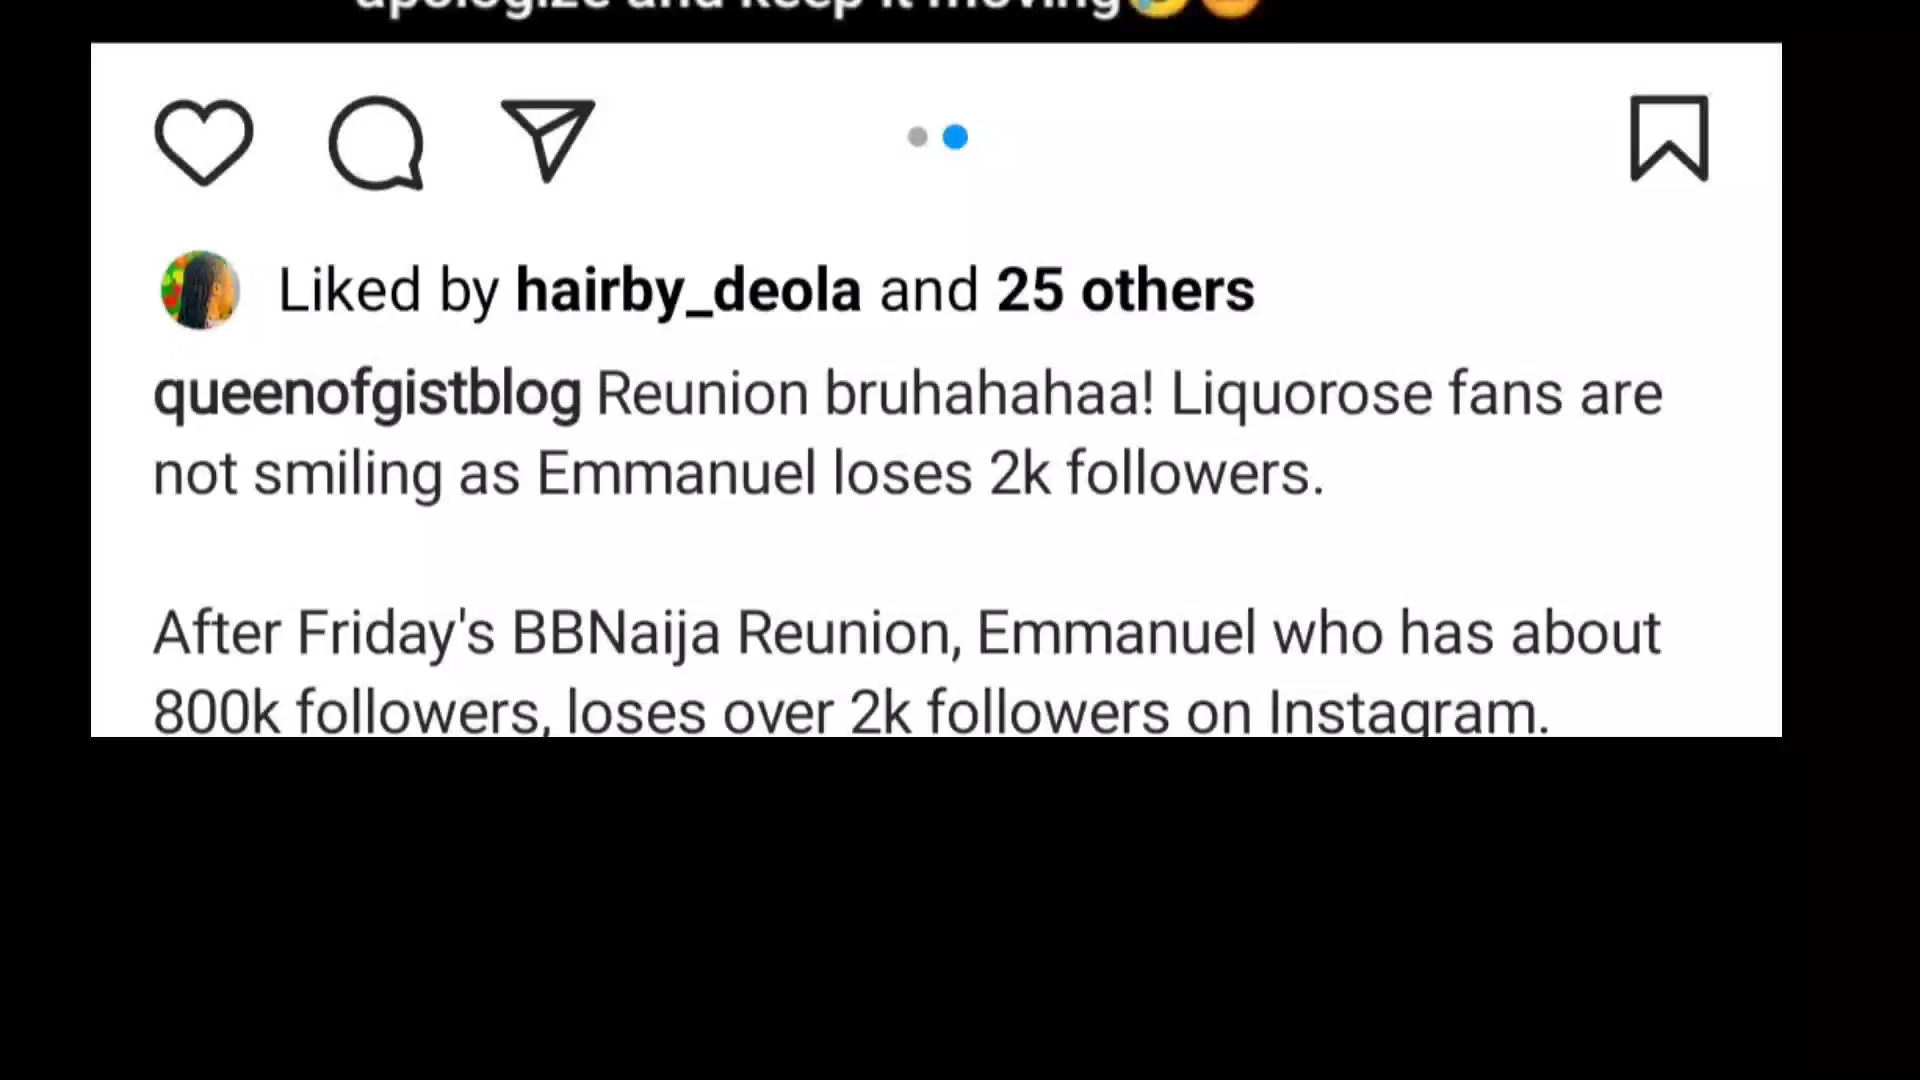 apologize and keep it moving
Liked by hairby_deola and 25 others
queenofgistblog Reunion bruhahahaa! Liquorose fans are
not smiling as Emmanuel loses 2k followers.
After Friday's BBNaija Reunion, Emmanuel who has about
800k followers, loses over 2k followers on Instagram.